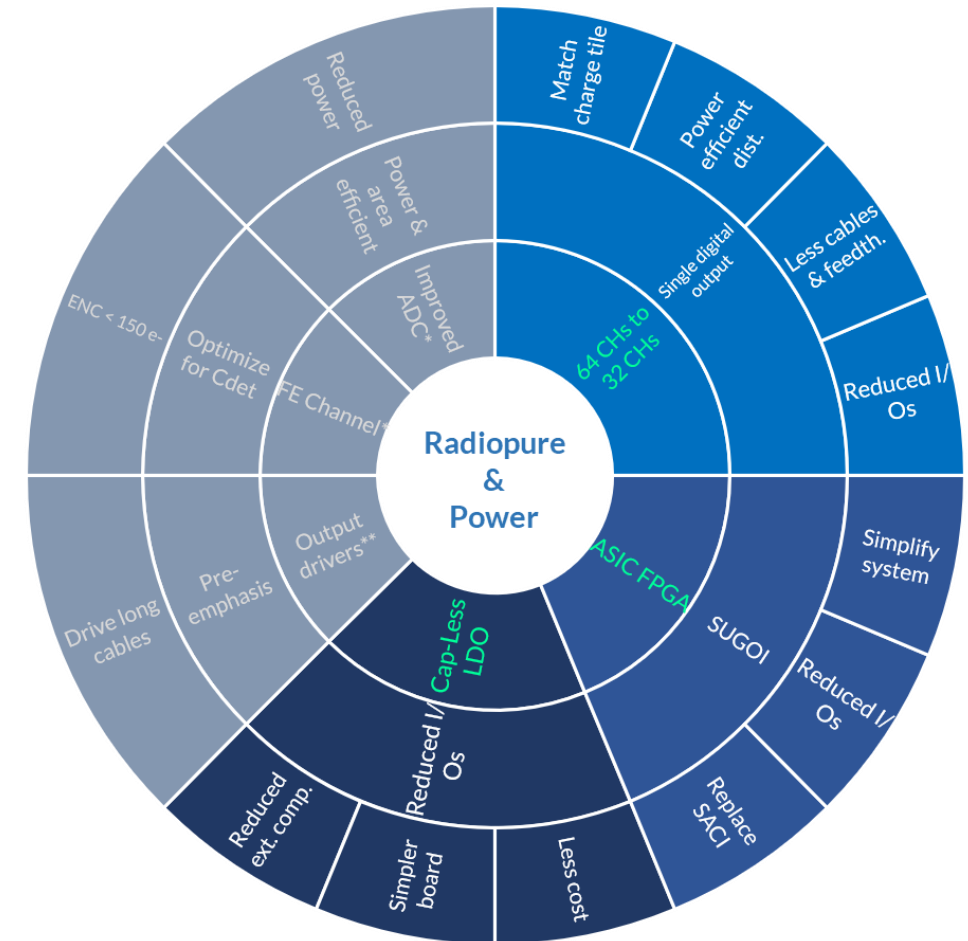 Radiopure
&
Power
64 CHs to
32 CHs
Single digital
output
Match
charge tile
Power
efficient
dist.
Less cables
& feedth.
Reduced I/
Os
ASIC FPGA
SUGOI
Simplify
system
Reduced I/
Os
Replace
SACI
Cap-Less
LDO
Reduced I/
Os
Less cost
Simpler
board
Reduced
ext. comp.
Output
drivers**
Pre-
emphasis
Drive long
cables
FE Channel*
Optimize
for Cdet
ENC < 150 e-
Improved
ADC*
Power &
area
efficient
Reduced
power